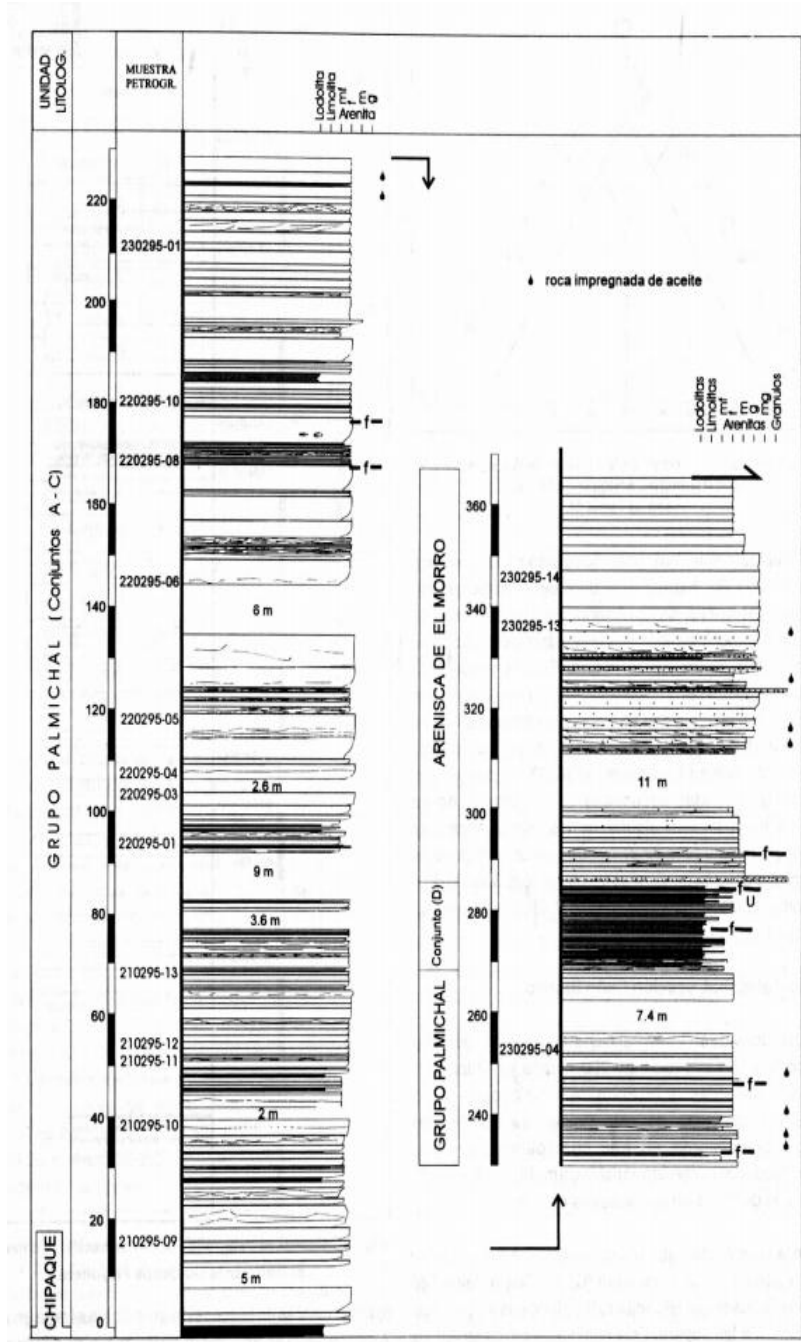 UNIDAD
LITOLOG.
MUESTRA
PETROGR.
Lodolita
Limolita
Mf
f
M
g
Arenita
220
230295-01
200
220295-10
180
f
220295-08
f
160
220295-06
140
6 m
120
220295-05
220295-04
2.6 m
220295-03
100
220295-01
9 m
80
3.6 m
210295-13
60
210295-12
210295-11
40
2 m
210295-10
20
210295-09
5 m
0
GRUPO PALMICHAL ( Conjuntos A - C)
CHIPAQUE
roca impregnada de aceite
Lodolitas
Limolitas
Mf
f
M
g
mg
Granulos
Arenitas
360
230295-14
340
230295-13
320
11 m
300
f
f
U
280
f
260
7.4 m
230295-04
f
240
f
ARENISCA DE EL MORRO
Conjunto (D)
GRUPO PALMICHAL